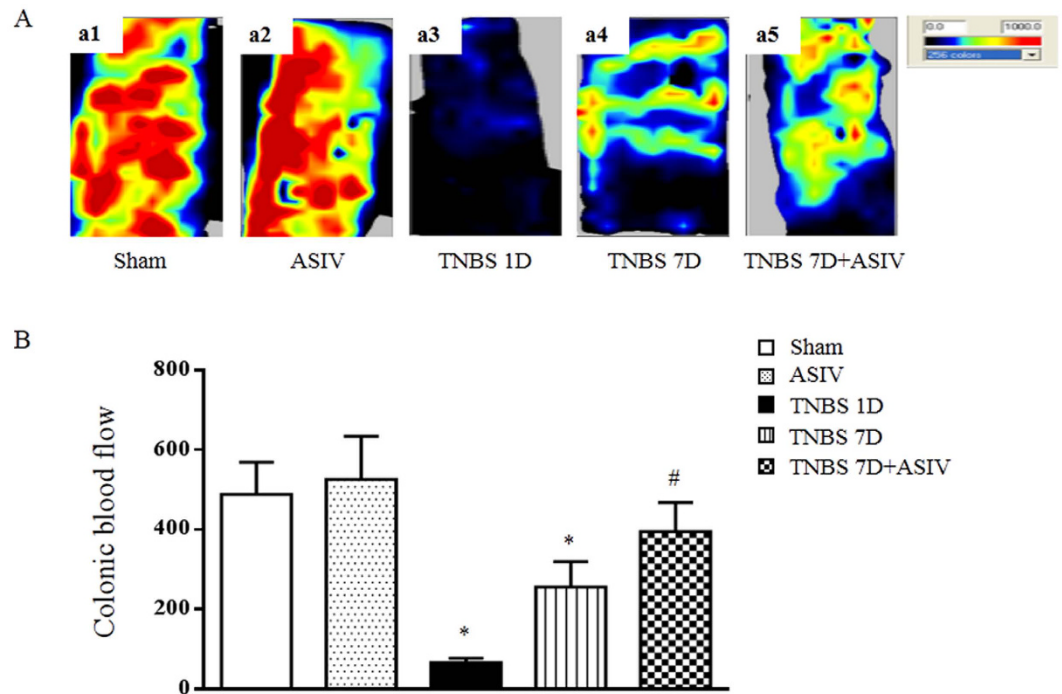 A
a1
a2
a3
a4
a5
0.0 1000.0
256 colors
Sham
ASIV
TNBS 1D
TNBS 7D
TNBS 7D+ASIV
B
Colonic blood flow
800
600
400
200
0
*
*
#
Sham
ASIV
TNBS 1D
TNBS 7D
TNBS 7D+ASIV